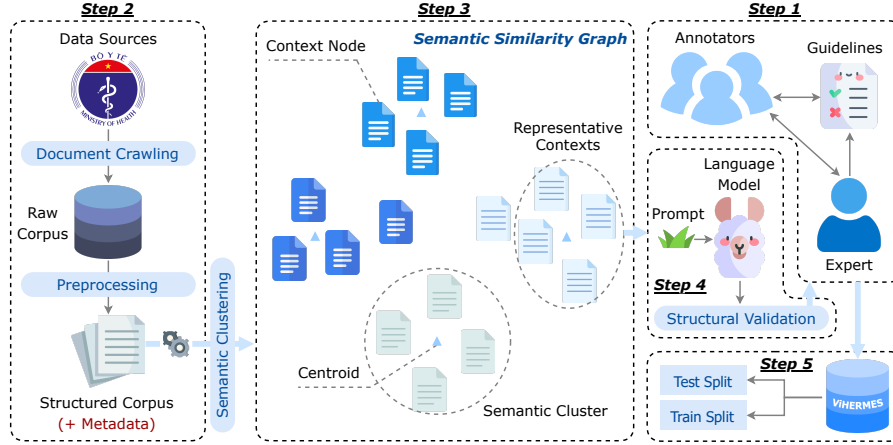 Step 2
Data Sources
BỘ Y TẾ
MINISTRY OF HEALTH
Document Crawling
Raw
Corpus
Preprocessing
Structured Corpus
(+ Metadata)
Semantic Clustering
Step 3
Context Node
Semantic Similarity Graph
Representative
Contexts
Centroid
Semantic Cluster
Step 1
Annotators
Guidelines
Expert
Language
Model
Prompt
Step 4
Structural Validation
Step 5
Test Split
Train Split
ViHERMES